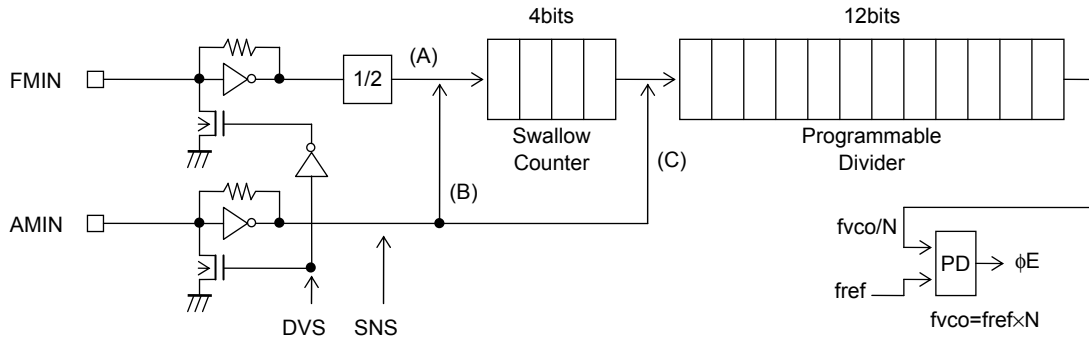 4bits
12bits
FMIN
1/2
(A)
Swallow
Counter
Programmable
Divider
(C)
(B)
AMIN
fvco/N
PD
ϕE
fref
DVS
SNS
fvco=fref×N